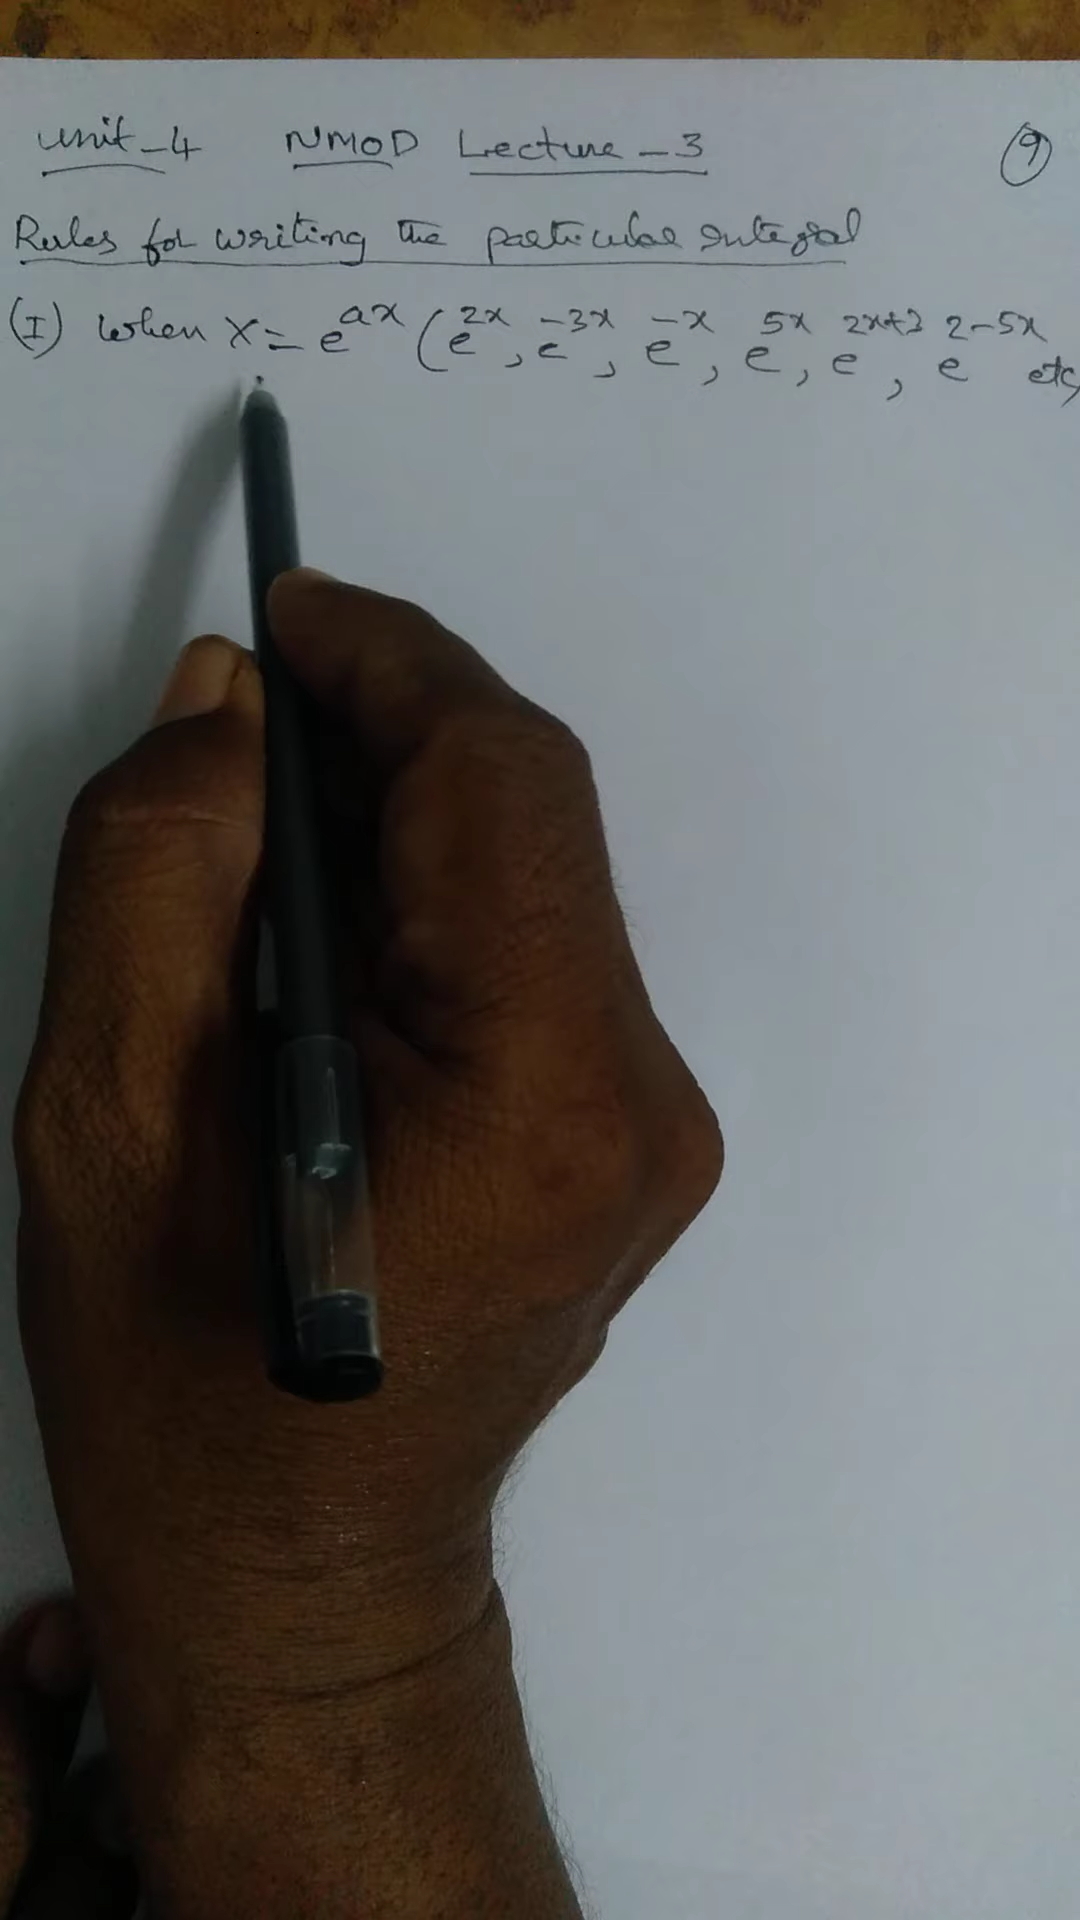 Unit-4 NMOD Lecture-3 9
Rules for writing the particular Integral
(I) when X = e^ax (e^2x, e^-3x, e^-x, e^5x, e^2x+3, e^2-5x etc